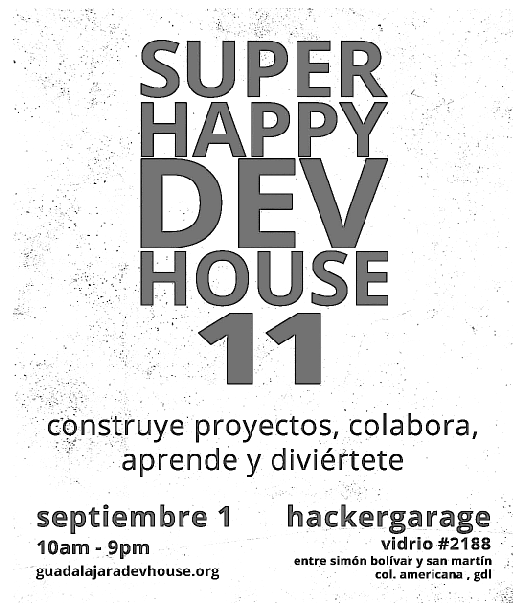 SUPER
HAPPY
DEV
HOUSE
11
construye proyectos, colabora,
aprende y diviértete
septiembre 1
10am - 9pm
guadalajaradevhouse.org
hackergarage
vidrio #2188
entre simón bolívar y san martín
col. americana , gdl